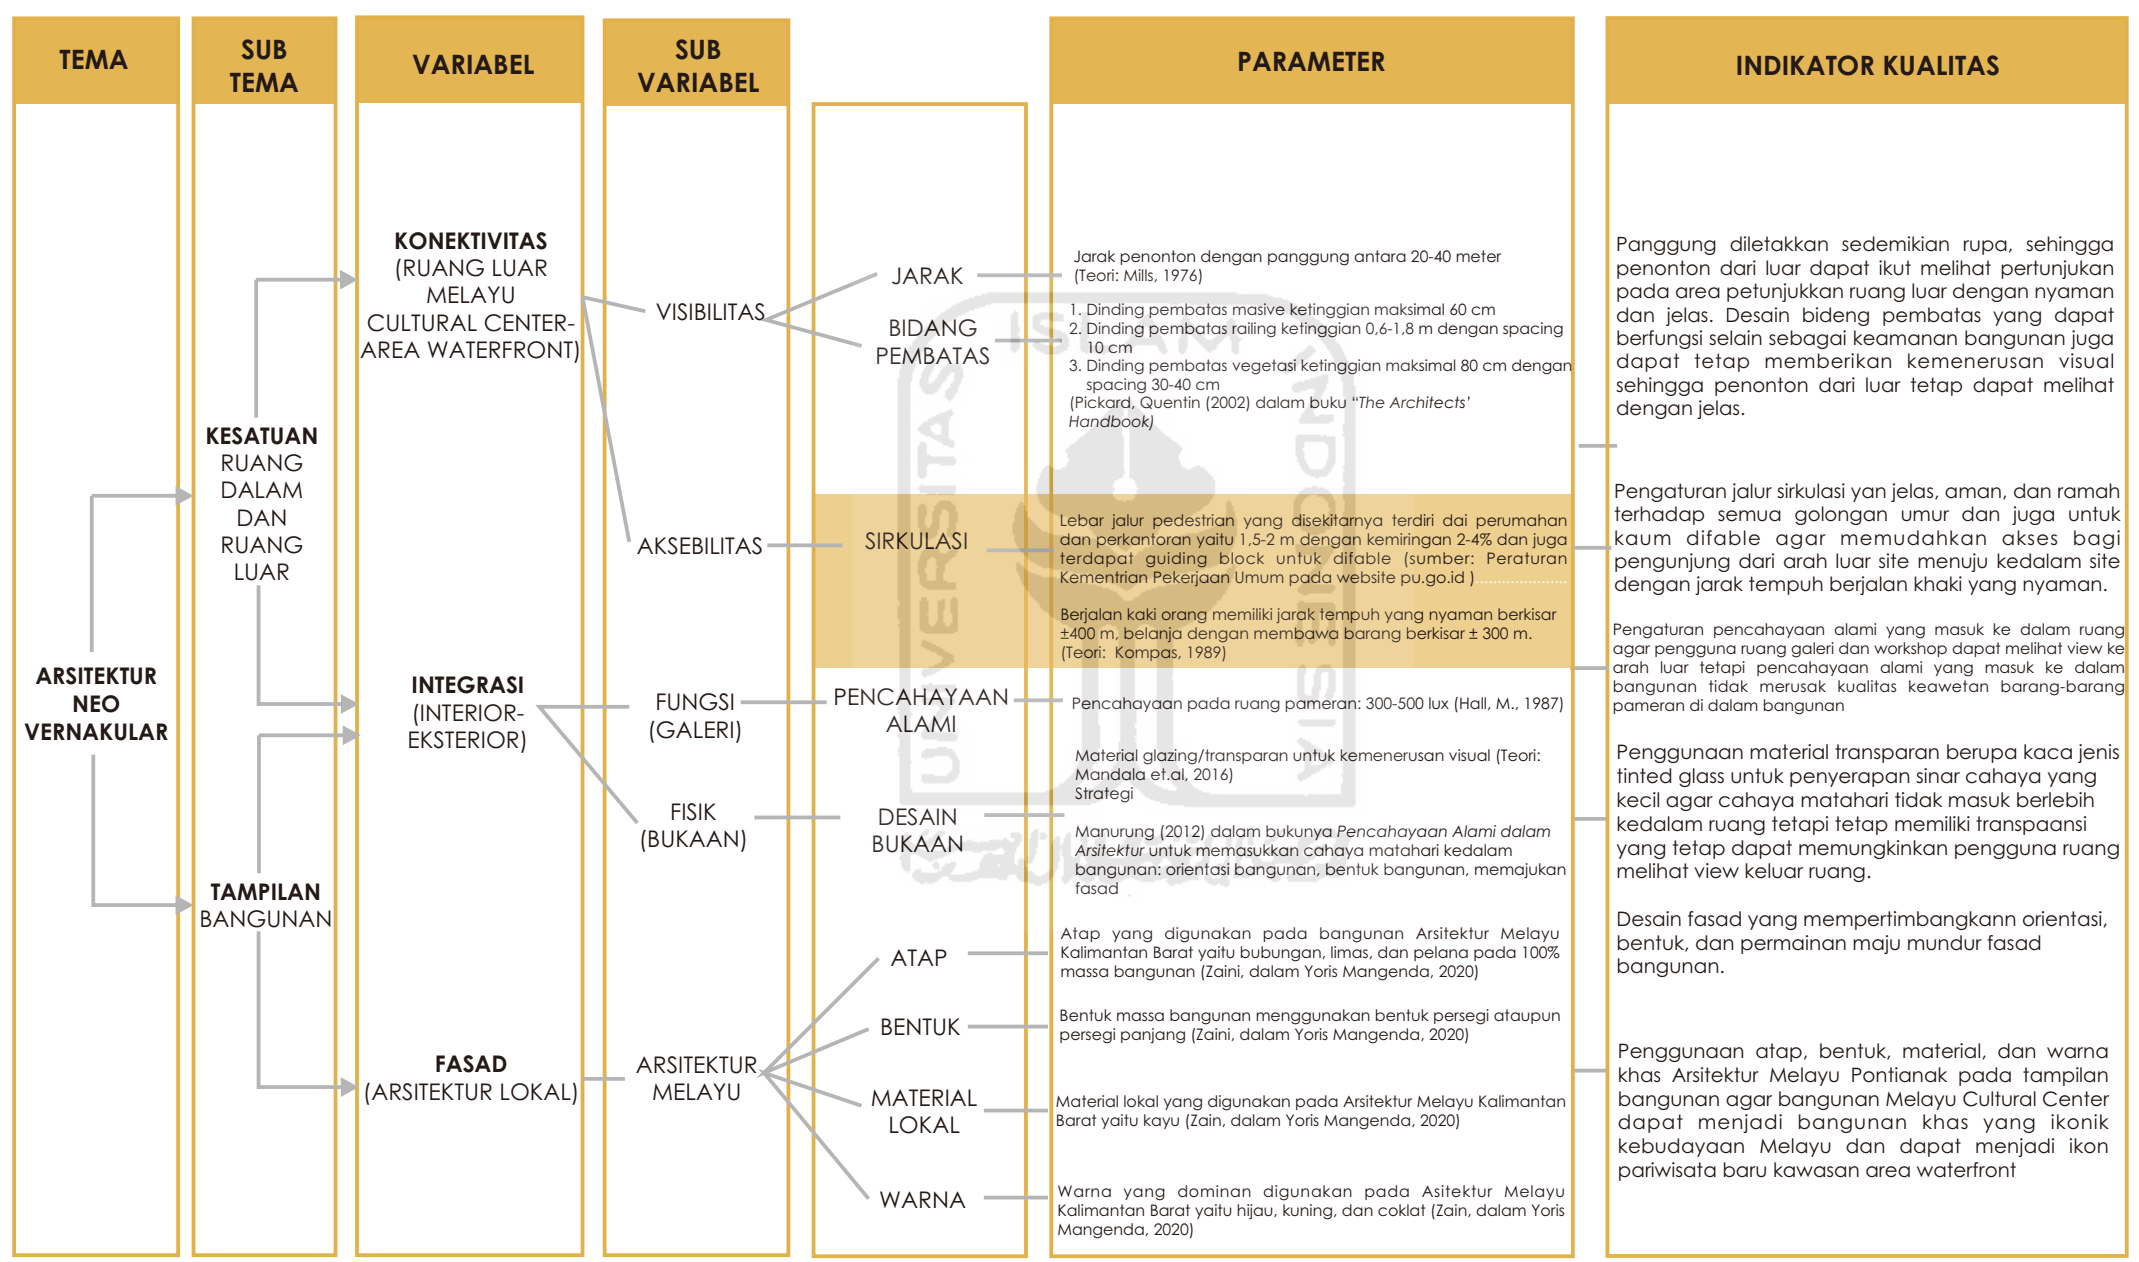 TEMA
SUB
TEMA
VARIABEL
SUB
VARIABEL
PARAMETER
INDIKATOR KUALITAS
ARSITEKTUR
NEO
VERNAKULAR
KESATUAN
RUANG
DALAM
DAN
RUANG
LUAR
TAMPILAN
BANGUNAN
KONEKTIVITAS
(RUANG LUAR
MELAYU
CULTURAL CENTER-
AREA WATERFRONT)
INTEGRASI
(INTERIOR-
EKSTERIOR)
FASAD
(ARSITEKTUR LOKAL)
VISIBILITAS
AKSEBILITAS
FUNGSI
(GALERI)
FISIK
(BUKAAN)
ARSITEKTUR
MELAYU
JARAK
BIDANG
PEMBATAS
SIRKULASI
PENCAHAYAAN
ALAMI
DESAIN
BUKAAN
ATAP
BENTUK
MATERIAL
LOKAL
WARNA
Jarak penonton dengan panggung antara 20-40 meter
(Teori: Mills, 1976)
1. Dinding pembatas masive ketinggian maksimal 60 cm
2. Dinding pembatas railing ketinggian 0,6-1,8 m dengan spacing
10 cm
3. Dinding pembatas vegetasi ketinggian maksimal 80 cm dengan
spacing 30-40 cm
(Pickard, Quentin (2002) dalam buku “The Architects’
Handbook)
Lebar jalur pedestrian yang disekitarnya terdiri dai perumahan
dan perkantoran yaitu 1,5-2 m dengan kemiringan 2-4% dan juga
terdapat guiding block untuk difable (sumber: Peraturan
Kementrian Pekerjaan Umum pada website pu.go.id )......................
Berjalan kaki orang memiliki jarak tempuh yang nyaman berkisar
±400 m, belanja dengan membawa barang berkisar ± 300 m.
(Teori: Kompas, 1989)
Pencahayaan pada ruang pameran: 300-500 lux (Hall, M., 1987)
Material glazing/transparan untuk kemenerusan visual (Teori:
Mandala et.al, 2016)
Strategi
Manurung (2012) dalam bukunya Pencahayaan Alami dalam
Arsitektur untuk memasukkan cahaya matahari kedalam
bangunan: orientasi bangunan, bentuk bangunan, memajukan
fasad
Atap yang digunakan pada bangunan Arsitektur Melayu
Kalimantan Barat yaitu bubungan, limas, dan pelana pada 100%
massa bangunan (Zaini, dalam Yoris Mangenda, 2020)
Bentuk massa bangunan menggunakan bentuk persegi ataupun
persegi panjang (Zaini, dalam Yoris Mangenda, 2020)
Material lokal yang digunakan pada Arsitektur Melayu Kalimantan
Barat yaitu kayu (Zain, dalam Yoris Mangenda, 2020)
Warna yang dominan digunakan pada Asitektur Melayu
Kalimantan Barat yaitu hijau, kuning, dan coklat (Zain, dalam Yoris
Mangenda, 2020)
Panggung diletakkan sedemikian rupa, sehingga
penonton dari luar dapat ikut melihat pertunjukan
pada area petunjukkan ruang luar dengan nyaman
dan jelas. Desain bideng pembatas yang dapat
berfungsi selain sebagai keamanan bangunan juga
dapat tetap memberikan kemenerusan visual
sehingga penonton dari luar tetap dapat melihat
dengan jelas.
Pengaturan jalur sirkulasi yan jelas, aman, dan ramah
terhadap semua golongan umur dan juga untuk
kaum difable agar memudahkan akses bagi
pengunjung dari arah luar site menuju kedalam site
dengan jarak tempuh berjalan khaki yang nyaman.
Pengaturan pencahayaan alami yang masuk ke dalam ruang
agar pengguna ruang galeri dan workshop dapat melihat view ke
arah luar tetapi pencahayaan alami yang masuk ke dalam
bangunan tidak merusak kualitas keawetan barang-barang
pameran di dalam bangunan
Penggunaan material transparan berupa kaca jenis
tinted glass untuk penyerapan sinar cahaya yang
kecil agar cahaya matahari tidak masuk berlebih
kedalam ruang tetapi tetap memiliki transpaansi
yang tetap dapat memungkinkan pengguna ruang
melihat view keluar ruang.
Desain fasad yang mempertimbangkann orientasi,
bentuk, dan permainan maju mundur fasad
bangunan.
Penggunaan atap, bentuk, material, dan warna
khas Arsitektur Melayu Pontianak pada tampilan
bangunan agar bangunan Melayu Cultural Center
dapat menjadi bangunan khas yang ikonik
kebudayaan Melayu dan dapat menjadi ikon
pariwisata baru kawasan area waterfront
UNIVERSITAS
ISLAM
INDONESIA